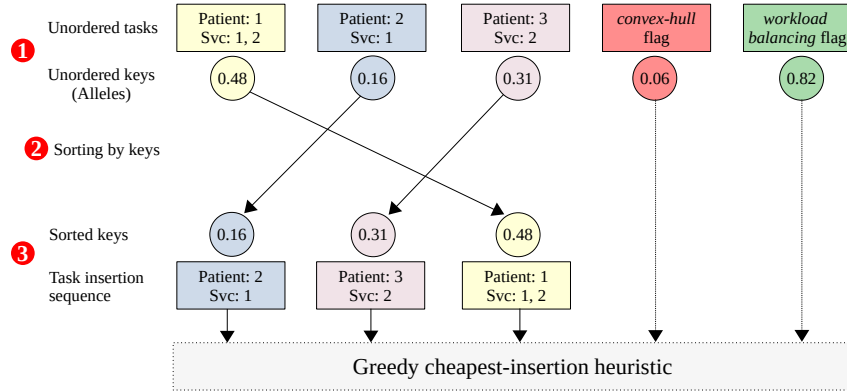 1
Unordered tasks
Patient: 1
Svc: 1, 2
Patient: 2
Svc: 1
Patient: 3
Svc: 2
convex-hull
flag
workload
balancing flag
Unordered keys
(Alleles)
0.48
0.16
0.31
0.06
0.82
2
Sorting by keys
3
Sorted keys
0.16
0.31
0.48
Task insertion
sequence
Patient: 2
Svc: 1
Patient: 3
Svc: 2
Patient: 1
Svc: 1, 2
Greedy cheapest-insertion heuristic